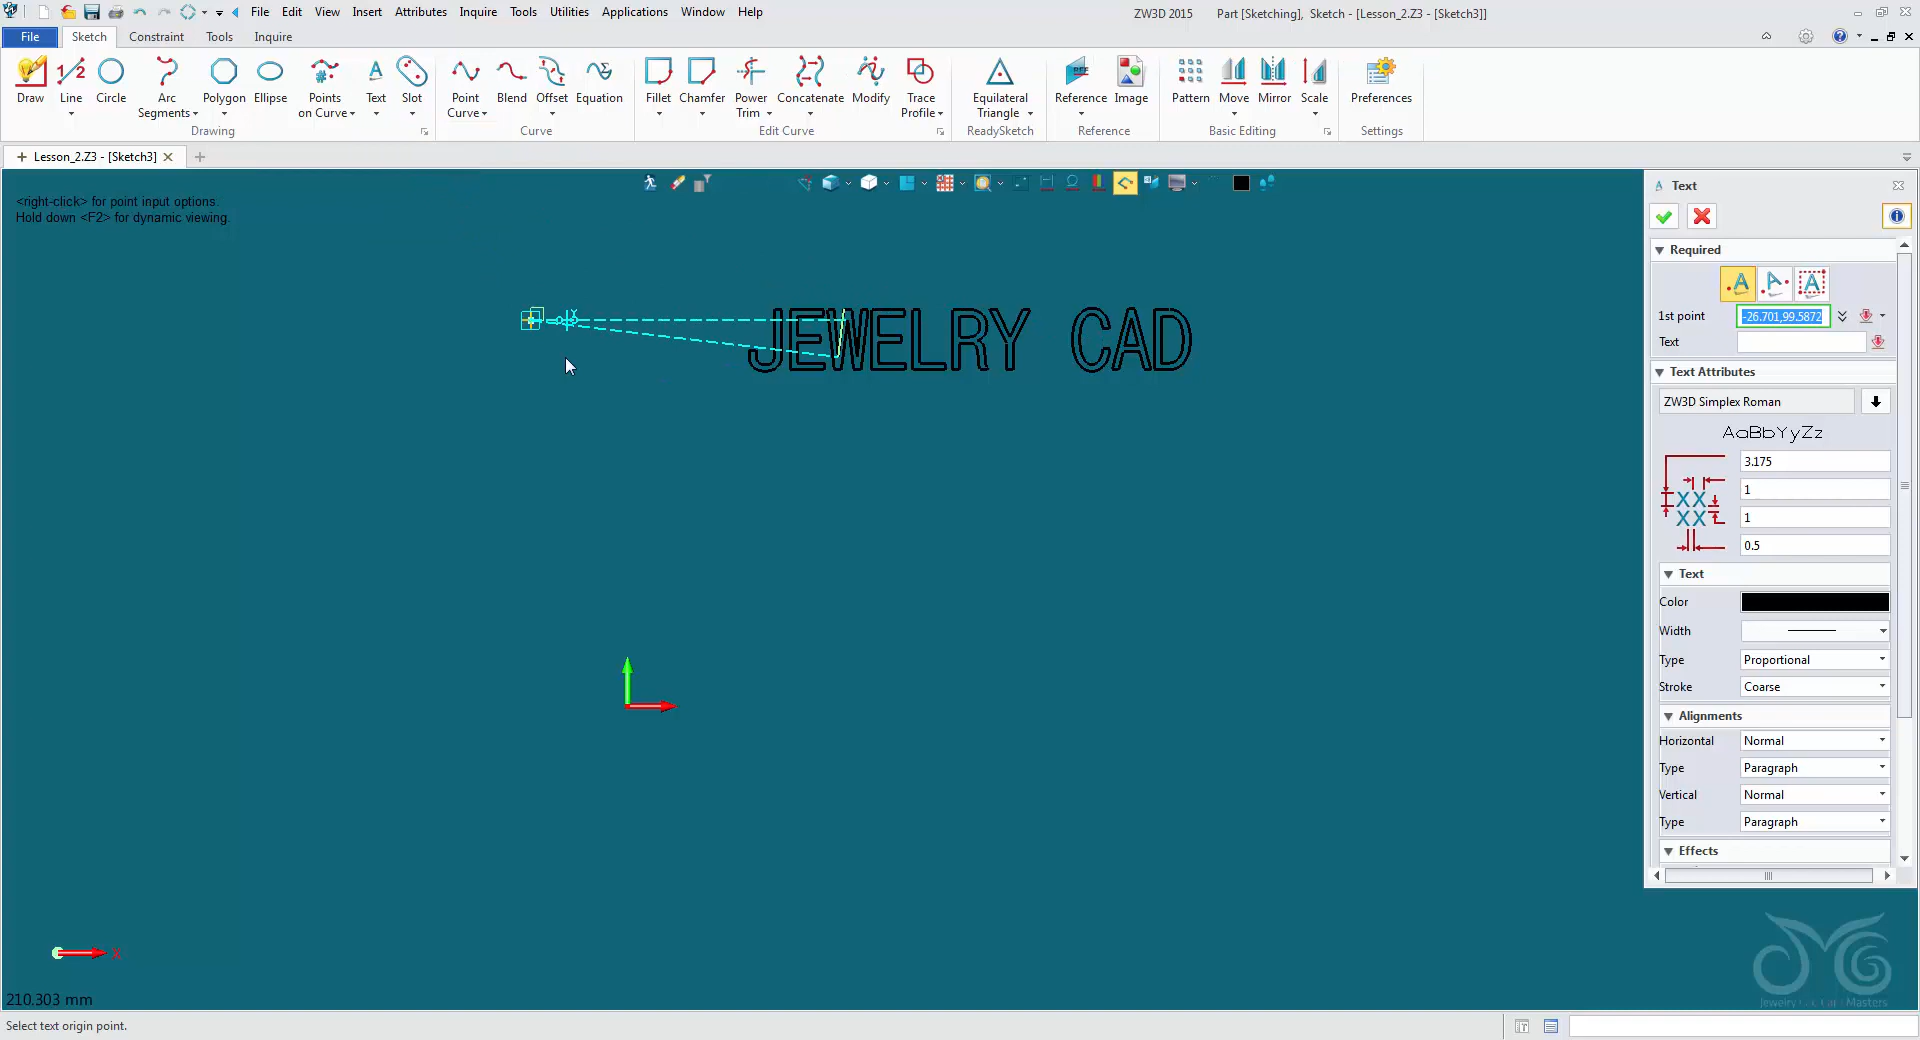 File Edit View Insert Attributes Inquire Tools Utilities Applications Window Help
ZW3D 2015 Part [Sketching], Sketch - [Lesson_2.Z3 - [Sketch3]]
File Sketch Constraint Tools Inquire
Draw Line Circle Arc Segments Polygon Ellipse Points on Curve Text Slot
Drawing
Point Curve Blend Offset Equation
Curve
Fillet Chamfer Power Trim Concatenate Modify Trace Profile
Edit Curve
Equilateral Triangle
ReadySketch
Reference Image
Reference
Pattern Move Mirror Scale
Basic Editing
Preferences
Settings
Lesson_2.Z3 - [Sketch3]
<right-click> for point input options.
Hold down <F2> for dynamic viewing.
JEWELRY CAD
Text
Required
1st point -26.701,99.5872
Text
Text Attributes
ZW3D Simplex Roman
AaBbYyZz
3.175
1
1
0.5
Text
Color
Width
Type Proportional
Stroke Coarse
Alignments
Horizontal Normal
Type Paragraph
Vertical Normal
Type Paragraph
Effects
X
210.303 mm
Select text origin point.